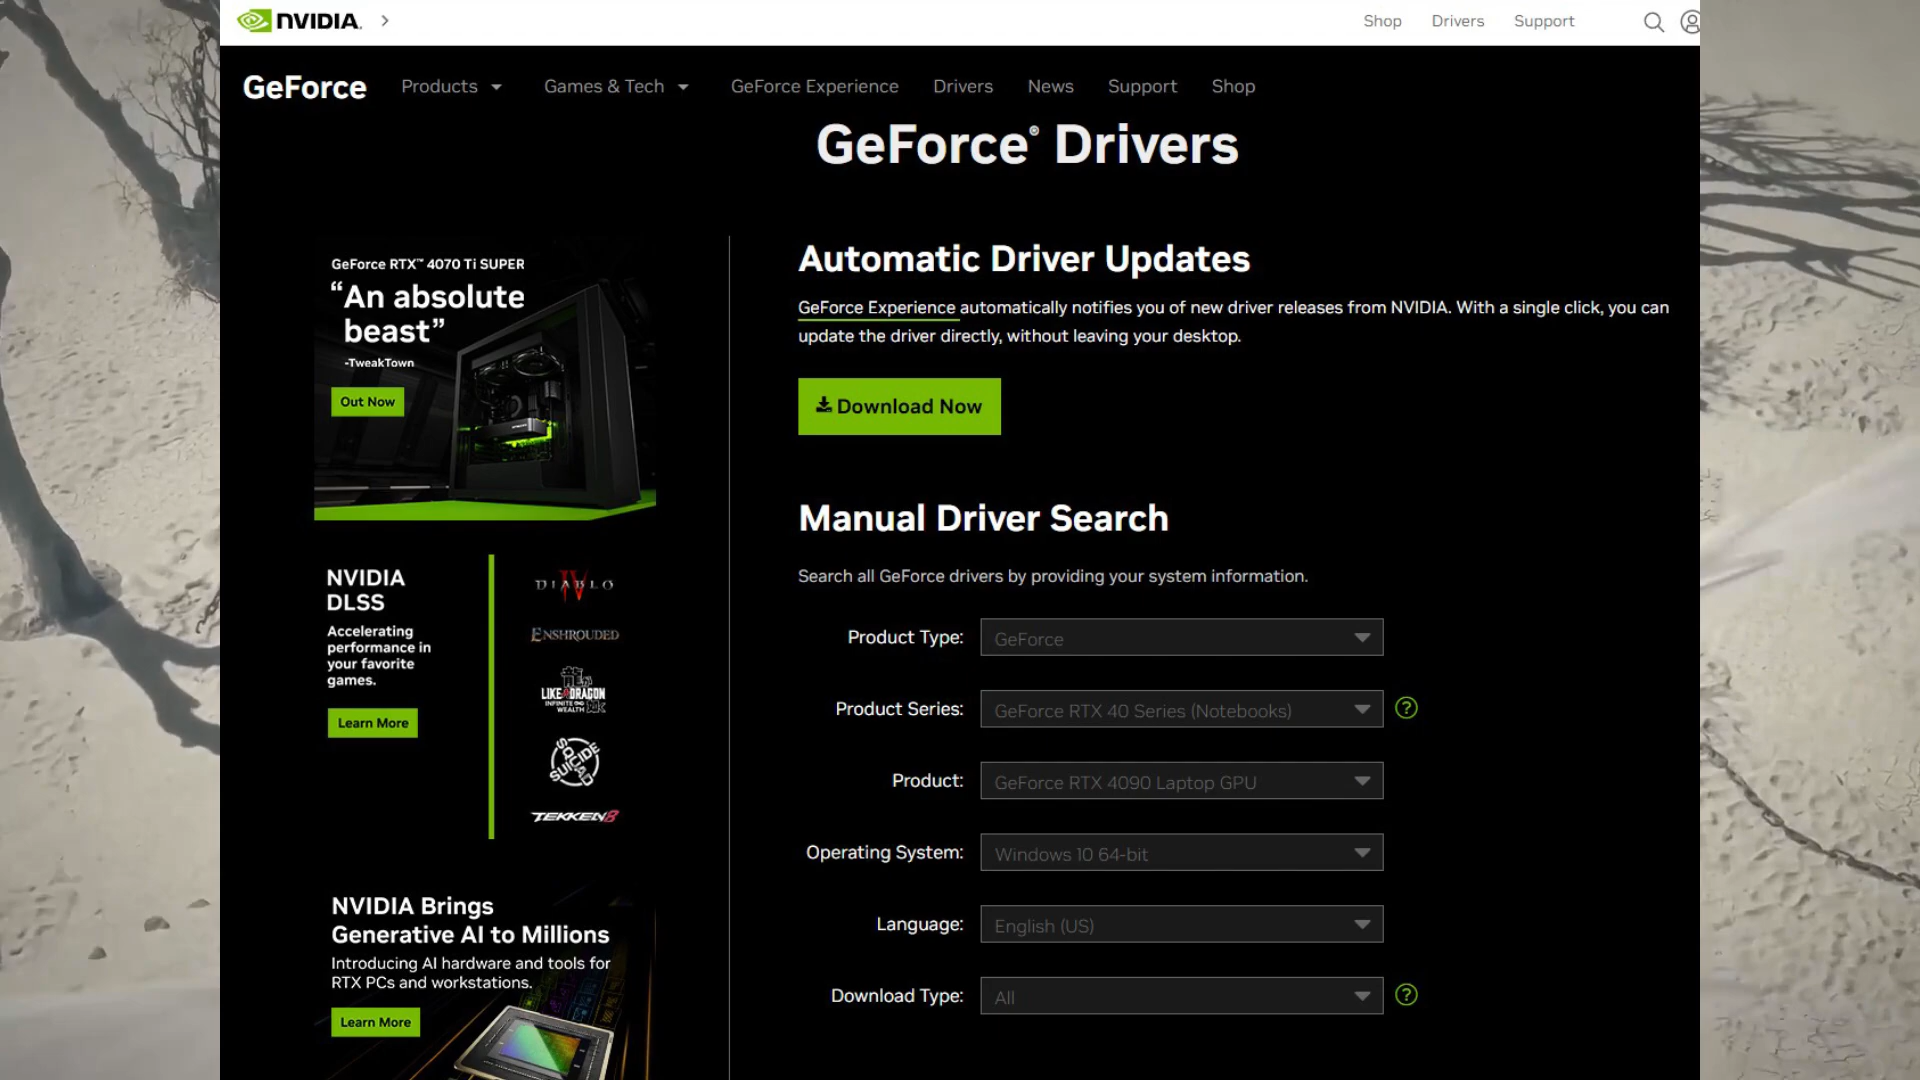 NVIDIA.
Shop
Drivers
Support
GeForce
Products
Games & Tech
GeForce Experience
Drivers
News
Support
Shop
GeForce® Drivers
GeForce RTX™ 4070 Ti SUPER
“An absolute
beast”
-TweakTown
Out Now
NVIDIA
DLSS
Accelerating
performance in
your favorite
games.
Learn More
DIABLO
IV
ENSHROUDED
LIKE A DRAGON
INFINITE
WEALTH
SUICIDE
SQUAD
TEKKEN 8
NVIDIA Brings
Generative AI to Millions
Introducing AI hardware and tools for
RTX PCs and workstations.
Learn More
Automatic Driver Updates
GeForce Experience automatically notifies you of new driver releases from NVIDIA. With a single click, you can
update the driver directly, without leaving your desktop.
Download Now
Manual Driver Search
Search all GeForce drivers by providing your system information.
Product Type: GeForce
Product Series: GeForce RTX 40 Series (Notebooks)
?
Product: GeForce RTX 4090 Laptop GPU
Operating System: Windows 10 64-bit
Language: English (US)
Download Type: All
?